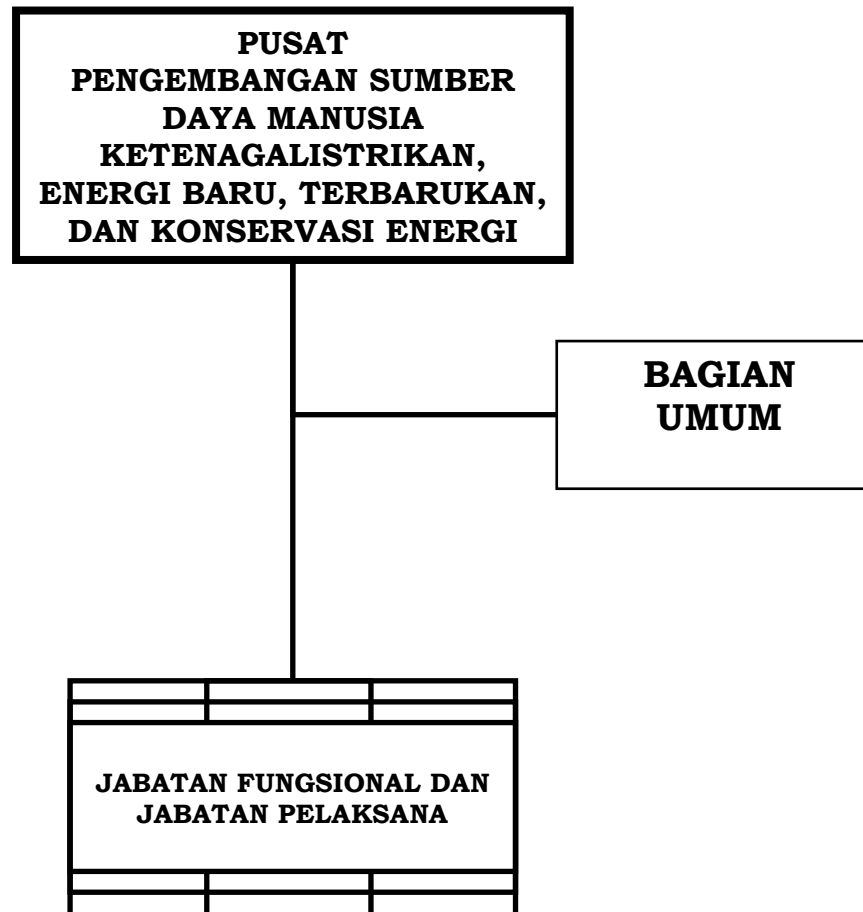 PUSAT
PENGEMBANGAN SUMBER
DAYA MANUSIA
KETENAGALISTRIKAN,
ENERGI BARU, TERBARUKAN,
DAN KONSERVASI ENERGI
BAGIAN
UMUM
JABATAN FUNGSIONAL DAN
JABATAN PELAKSANA